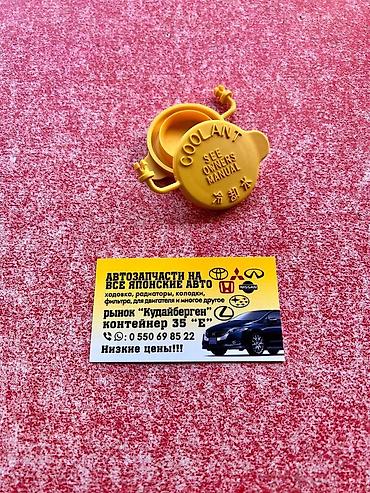 COOLANT
SEE
OWNERS
MANUAL
冷却水
АВТОЗАПЧАСТИ НА
ВСЕ ЯПОНСКИЕ АВТО
ходовка, радиаторы, колодки,
фильтра, для двигателя и многое другое
рынок "Кудайберген"
контейнер 35 "Е"
: 0 550 69 85 22
Низкие цены!!!
NISSAN